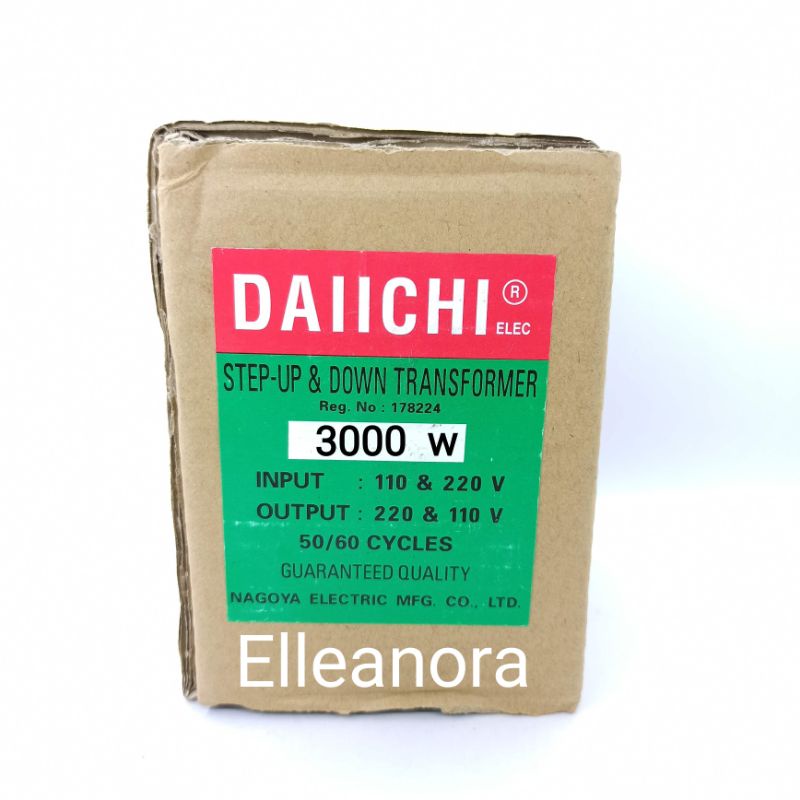 DAIICHI ® ELEC
STEP-UP & DOWN TRANSFORMER
Reg. No : 178224
3000 W
INPUT : 110 & 220 V
OUTPUT : 220 & 110 V
50/60 CYCLES
GUARANTEED QUALITY
NAGOYA ELECTRIC MFG. CO., LTD.
Elleanora